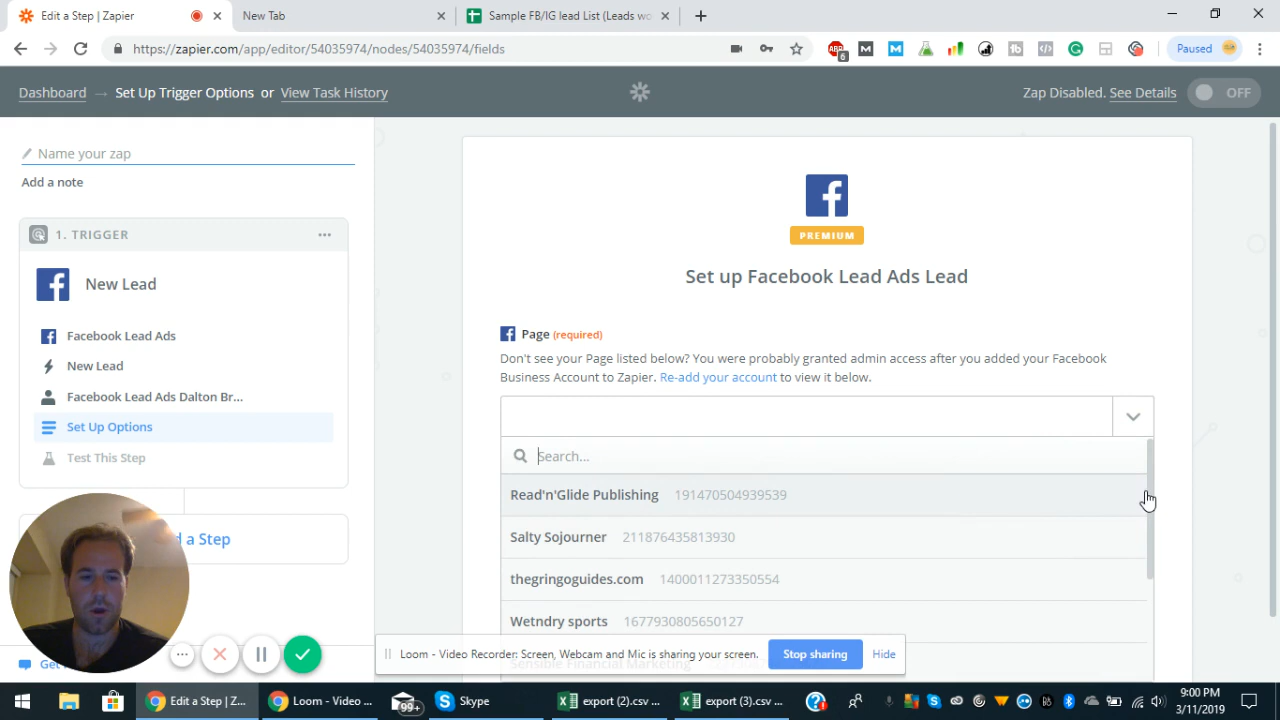 Edit a Step | Zapier
New Tab
Sample FB/IG lead List (Leads wo
https://zapier.com/app/editor/54035974/nodes/54035974/fields
Paused
Dashboard → Set Up Trigger Options or View Task History
Zap Disabled. See Details OFF
Name your zap
Add a note
1. TRIGGER
New Lead
Facebook Lead Ads
New Lead
Facebook Lead Ads Dalton Br...
Set Up Options
Test This Step
d a Step
PREMIUM
Set up Facebook Lead Ads Lead
Page (required)
Don't see your Page listed below? You were probably granted admin access after you added your Facebook
Business Account to Zapier. Re-add your account to view it below.
Search...
Read'n'Glide Publishing 191470504939539
Salty Sojourner 211876435813930
thegringoguides.com 1400011273350554
Wetndry sports 1677930805650127
Sensible Financial Marketing
Loom - Video Recorder: Screen, Webcam and Mic is sharing your screen.
Stop sharing
Hide
Edit a Step | Z...
Loom - Video ...
99+
Skype
export (2).csv ...
export (3).csv ...
9:00 PM
3/11/2019